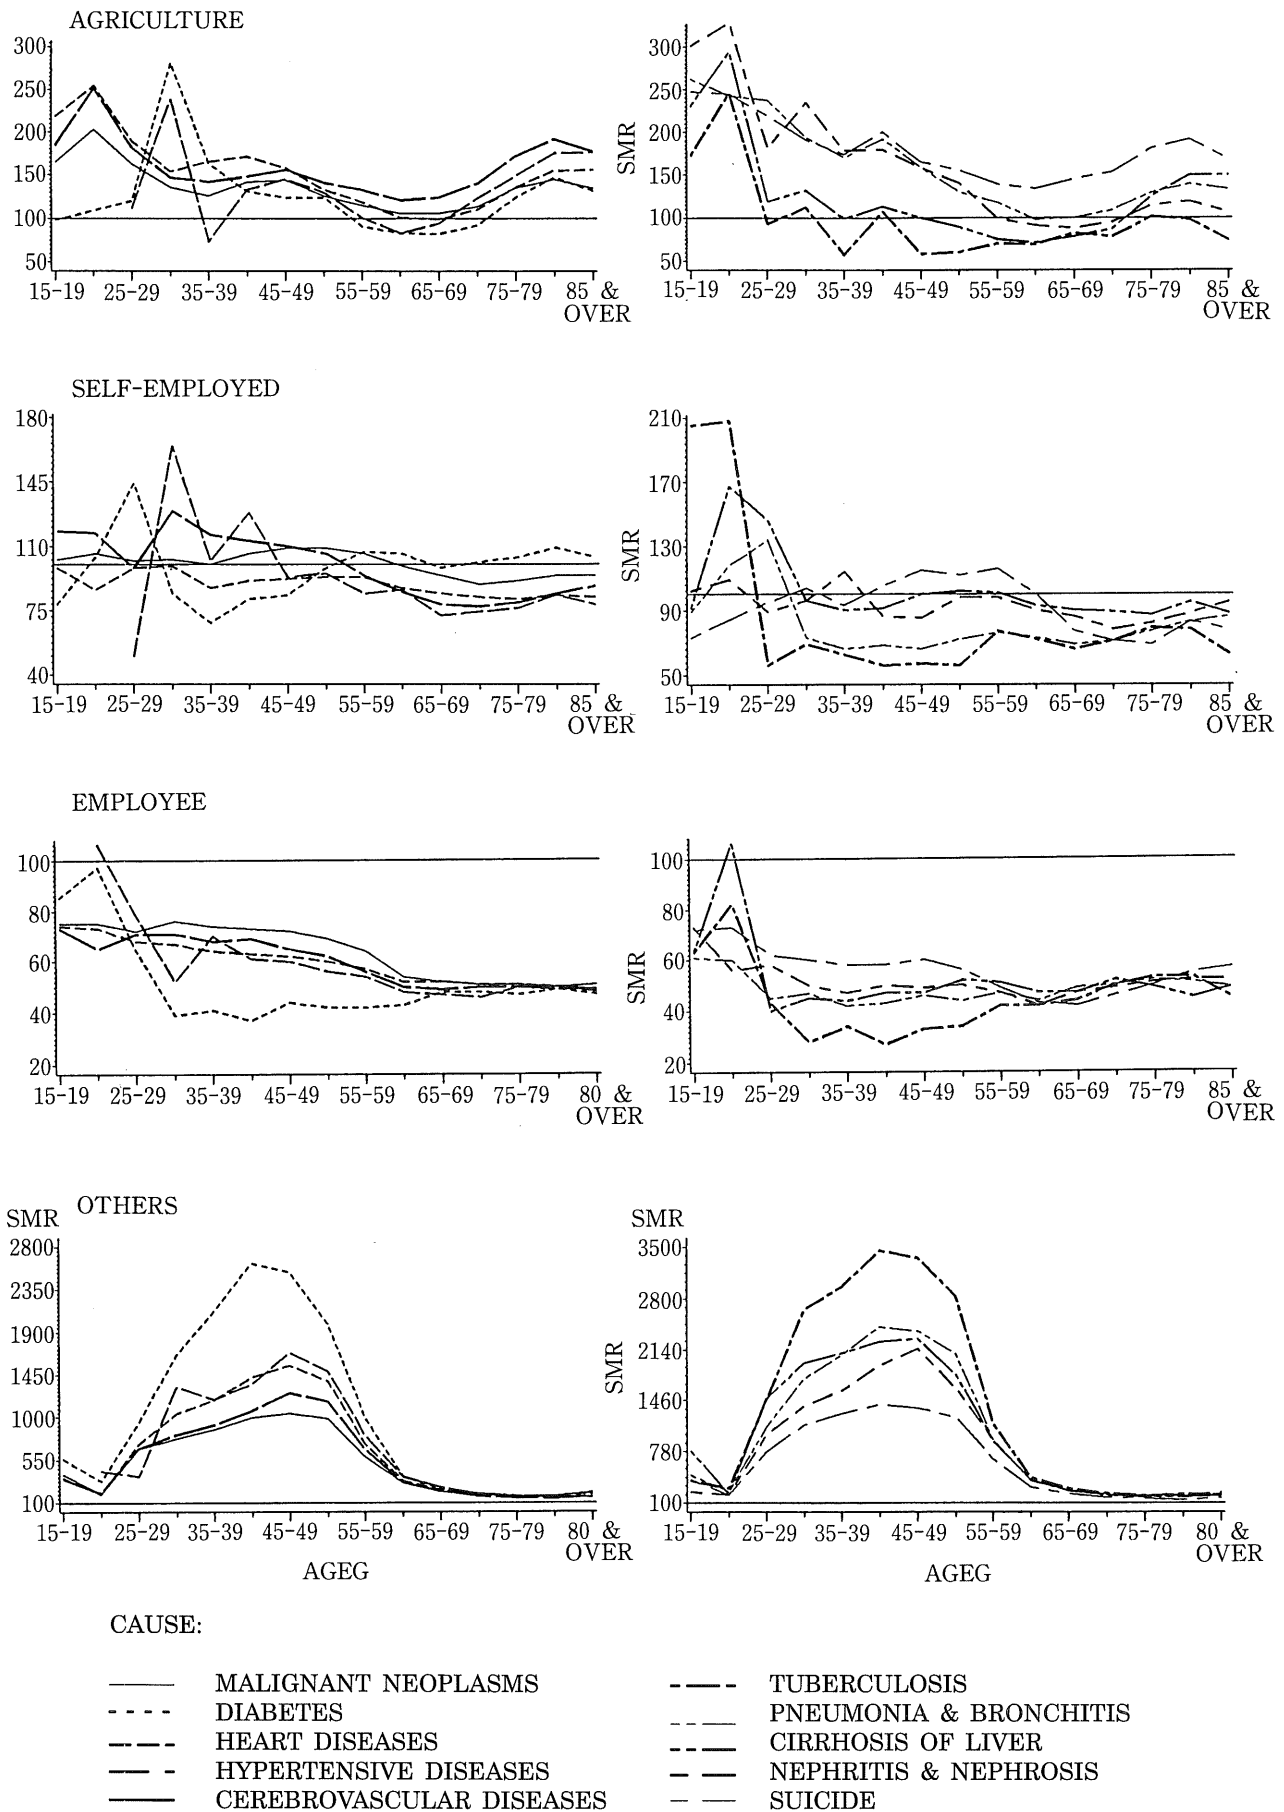 AGRICULTURE
300
250
200
150
100
50
15-19 25-29 35-39 45-49 55-59 65-69 75-79 85 &
OVER
SMR
300
250
200
150
100
50
15-19 25-29 35-39 45-49 55-59 65-69 75-79 85 &
OVER
SELF-EMPLOYED
180
145
110
75
40
15-19 25-29 35-39 45-49 55-59 65-69 75-79 85 &
OVER
SMR
210
170
130
90
50
15-19 25-29 35-39 45-49 55-59 65-69 75-79 85 &
OVER
EMPLOYEE
100
80
60
40
20
15-19 25-29 35-39 45-49 55-59 65-69 75-79 80 &
OVER
SMR
100
80
60
40
20
15-19 25-29 35-39 45-49 55-59 65-69 75-79 85 &
OVER
OTHERS
SMR
2800
2350
1900
1450
1000
550
100
15-19 25-29 35-39 45-49 55-59 65-69 75-79 80 &
OVER
AGEG
SMR
SMR
3500
2800
2140
1460
780
100
15-19 25-29 35-39 45-49 55-59 65-69 75-79 80 &
OVER
AGEG
CAUSE:
MALIGNANT NEOPLASMS
DIABETES
HEART DISEASES
HYPERTENSIVE DISEASES
CEREBROVASCULAR DISEASES
TUBERCULOSIS
PNEUMONIA & BRONCHITIS
CIRRHOSIS OF LIVER
NEPHRITIS & NEPHROSIS
SUICIDE